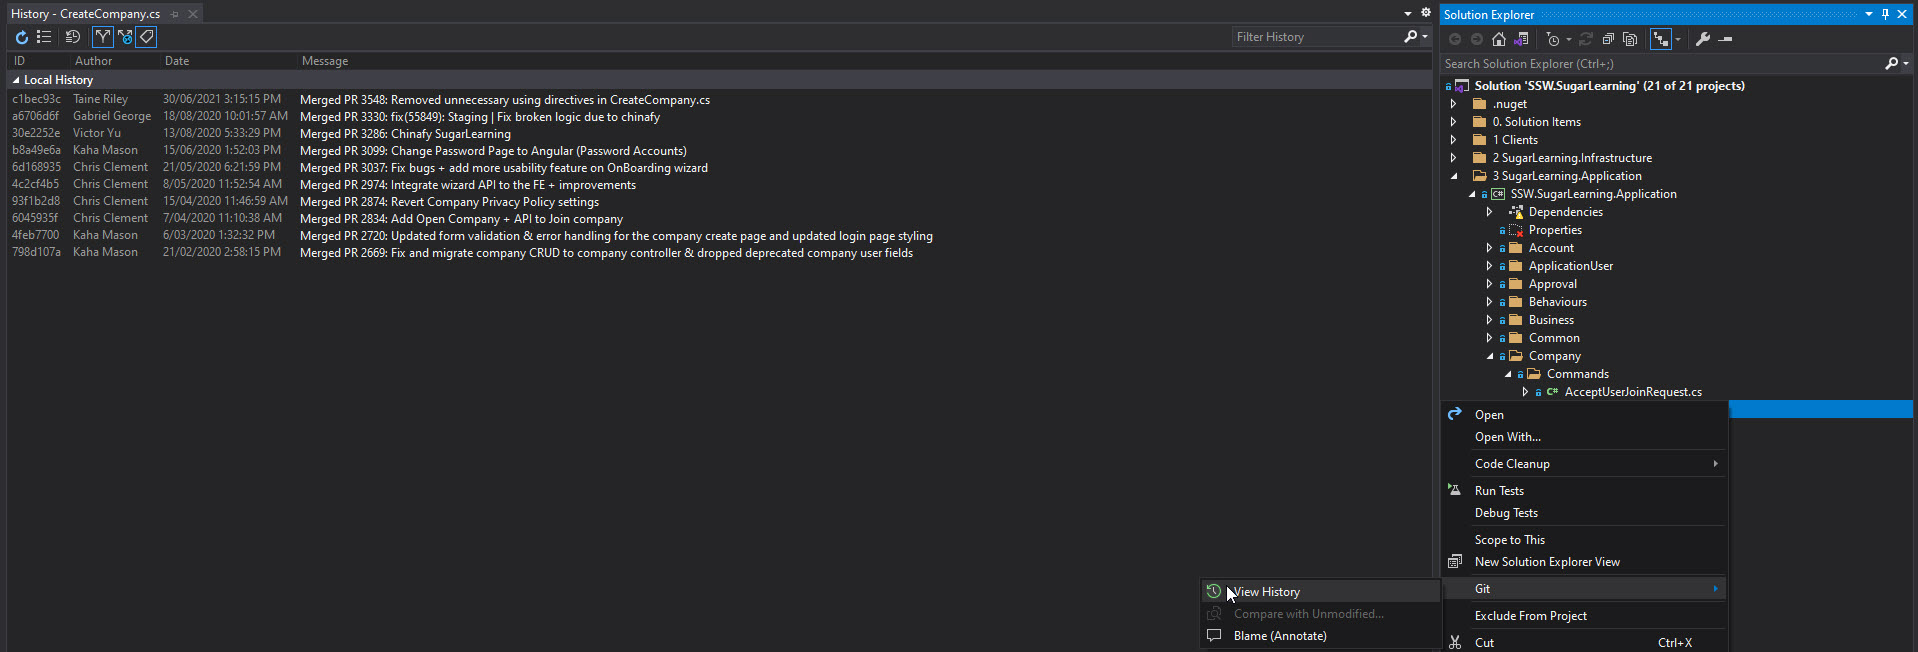 History - CreateCompany.cs
Filter History
ID Author Date Message
Local History
c1bec93c Taine Riley 30/06/2021 3:15:15 PM Merged PR 3548: Removed unnecessary using directives in CreateCompany.cs
a6706d6f Gabriel George 18/08/2020 10:01:57 AM Merged PR 3330: fix(55849): Staging | Fix broken logic due to chinafy
30e2252e Victor Yu 13/08/2020 5:33:29 PM Merged PR 3286: Chinafy SugarLearning
b8a49e6a Kaha Mason 15/06/2020 1:52:03 PM Merged PR 3099: Change Password Page to Angular (Password Accounts)
6d168935 Chris Clement 21/05/2020 6:21:59 PM Merged PR 3037: Fix bugs + add more usability feature on OnBoarding wizard
4c2cf4b5 Chris Clement 8/05/2020 11:52:54 AM Merged PR 2974: Integrate wizard API to the FE + improvements
93f1b2d8 Chris Clement 15/04/2020 11:46:59 AM Merged PR 2874: Revert Company Privacy Policy settings
6045935f Chris Clement 7/04/2020 11:10:38 AM Merged PR 2834: Add Open Company + API to Join company
4feb7700 Kaha Mason 6/03/2020 1:32:32 PM Merged PR 2720: Updated form validation & error handling for the company create page and updated login page styling
798d107a Kaha Mason 21/02/2020 2:58:15 PM Merged PR 2669: Fix and migrate company CRUD to company controller & dropped deprecated company user fields
Solution Explorer
Search Solution Explorer (Ctrl+;)
Solution 'SSW.SugarLearning' (21 of 21 projects)
.nuget
0. Solution Items
1 Clients
2 SugarLearning.Infrastructure
3 SugarLearning.Application
C# SSW.SugarLearning.Application
Dependencies
Properties
Account
ApplicationUser
Approval
Behaviours
Business
Common
Company
Commands
C# AcceptUserJoinRequest.cs
Open
Open With...
Code Cleanup
Run Tests
Debug Tests
Scope to This
New Solution Explorer View
Git
Exclude From Project
Cut Ctrl+X
View History
Compare with Unmodified...
Blame (Annotate)